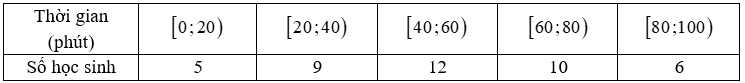 Thời gian (phút) [0;20) [20;40) [40;60) [60;80) [80;100)
Số học sinh 5 9 12 10 6